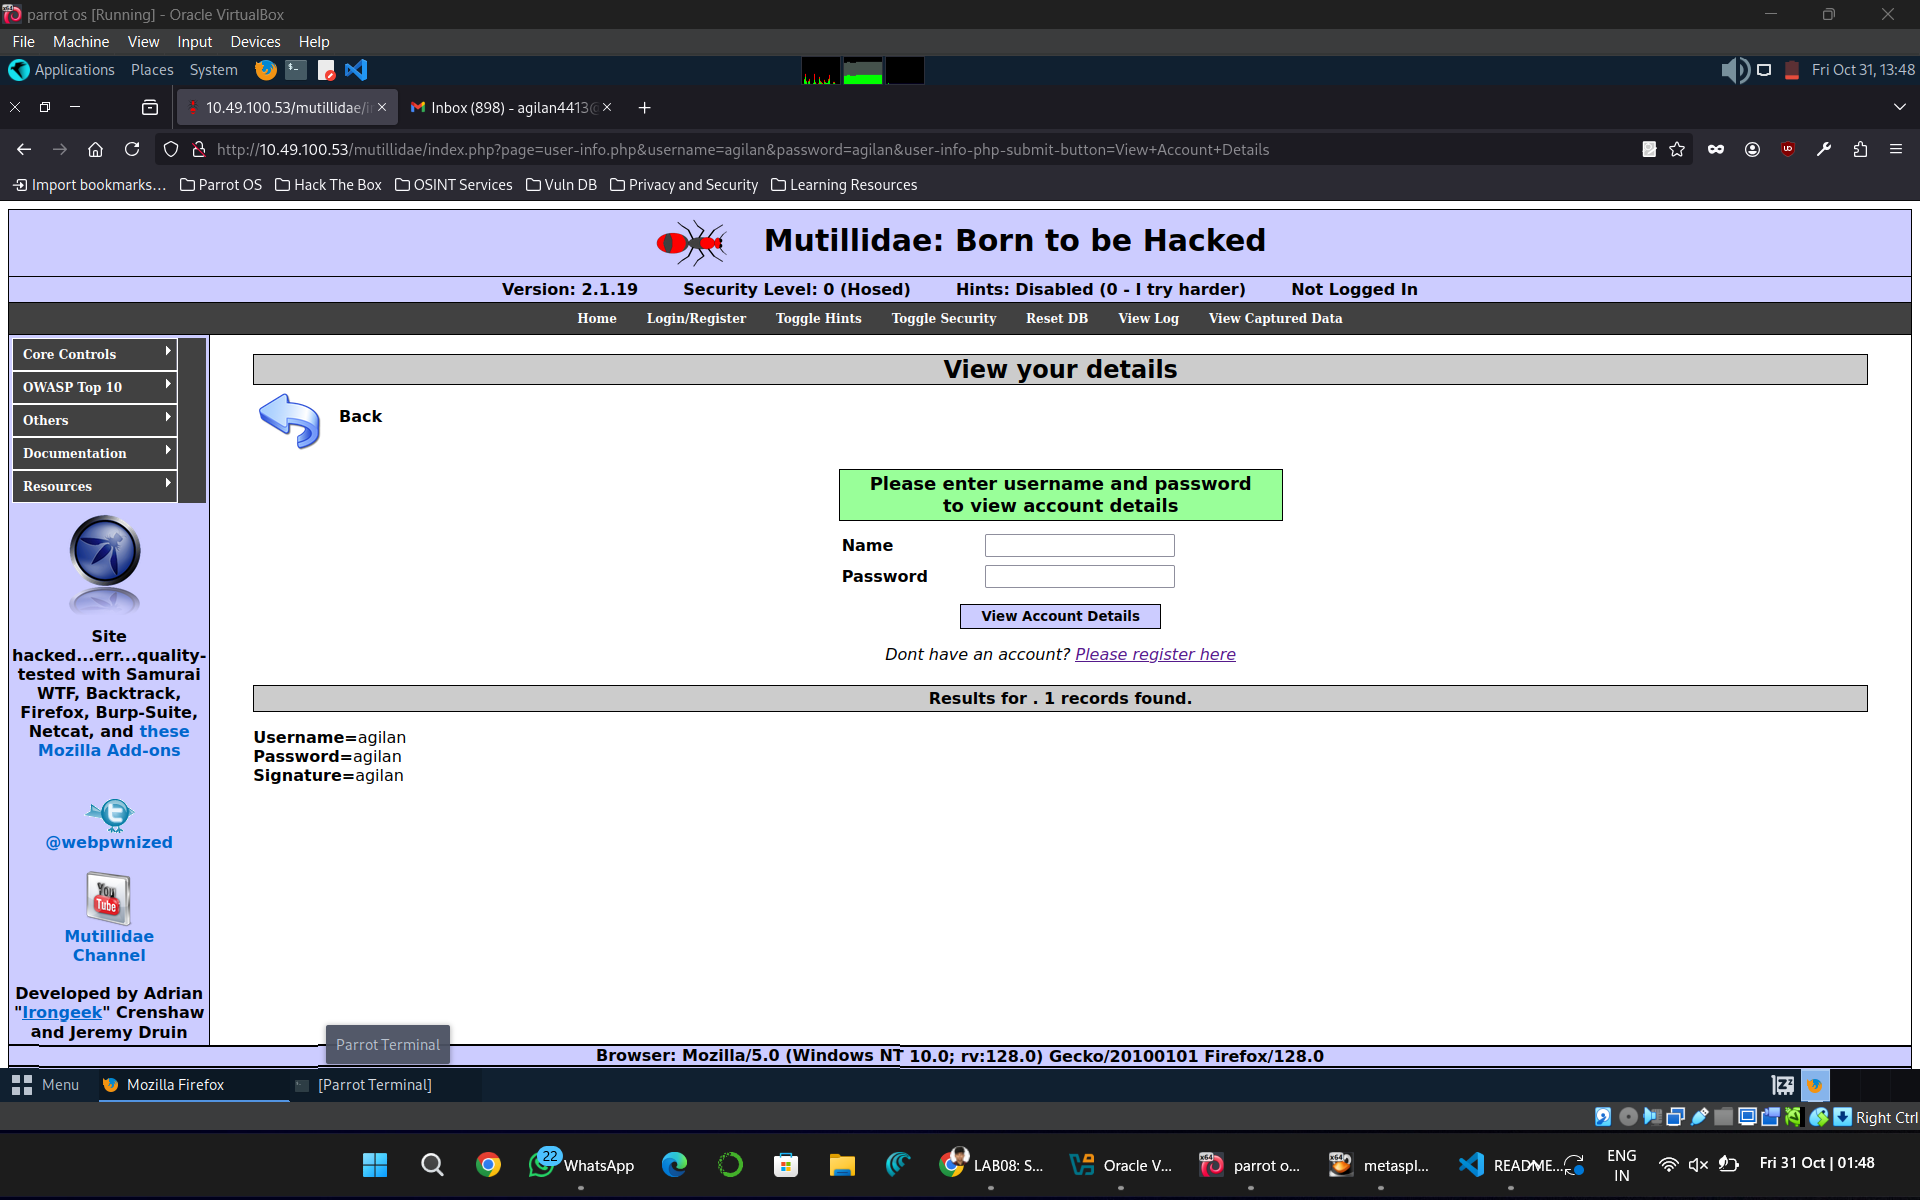 parrot os [Running] - Oracle VirtualBox
File Machine View Input Devices Help
Applications Places System
Fri Oct 31, 13:48
10.49.100.53/mutillidae/i
Inbox (898) - agilan4413@
http://10.49.100.53/mutillidae/index.php?page=user-info.php&username=agilan&password=agilan&user-info-php-submit-button=View+Account+Details
Import bookmarks... Parrot OS Hack The Box OSINT Services Vuln DB Privacy and Security Learning Resources
Mutillidae: Born to be Hacked
Version: 2.1.19 Security Level: 0 (Hosed) Hints: Disabled (0 - I try harder) Not Logged In
Home Login/Register Toggle Hints Toggle Security Reset DB View Log View Captured Data
Core Controls
OWASP Top 10
Others
Documentation
Resources
Site
hacked...err...quality-
tested with Samurai
WTF, Backtrack,
Firefox, Burp-Suite,
Netcat, and these
Mozilla Add-ons
@webpwnized
You
Tube
Mutillidae
Channel
Developed by Adrian
"Irongeek" Crenshaw
and Jeremy Druin
View your details
Back
Please enter username and password
to view account details
Name
Password
View Account Details
Dont have an account? Please register here
Results for . 1 records found.
Username=agilan
Password=agilan
Signature=agilan
Parrot Terminal
Browser: Mozilla/5.0 (Windows NT 10.0; rv:128.0) Gecko/20100101 Firefox/128.0
Menu Mozilla Firefox [Parrot Terminal]
Right Ctrl
22
WhatsApp
LAB08: S...
Oracle V...
parrot o...
metaspl...
README...
ENG
IN
Fri 31 Oct | 01:48